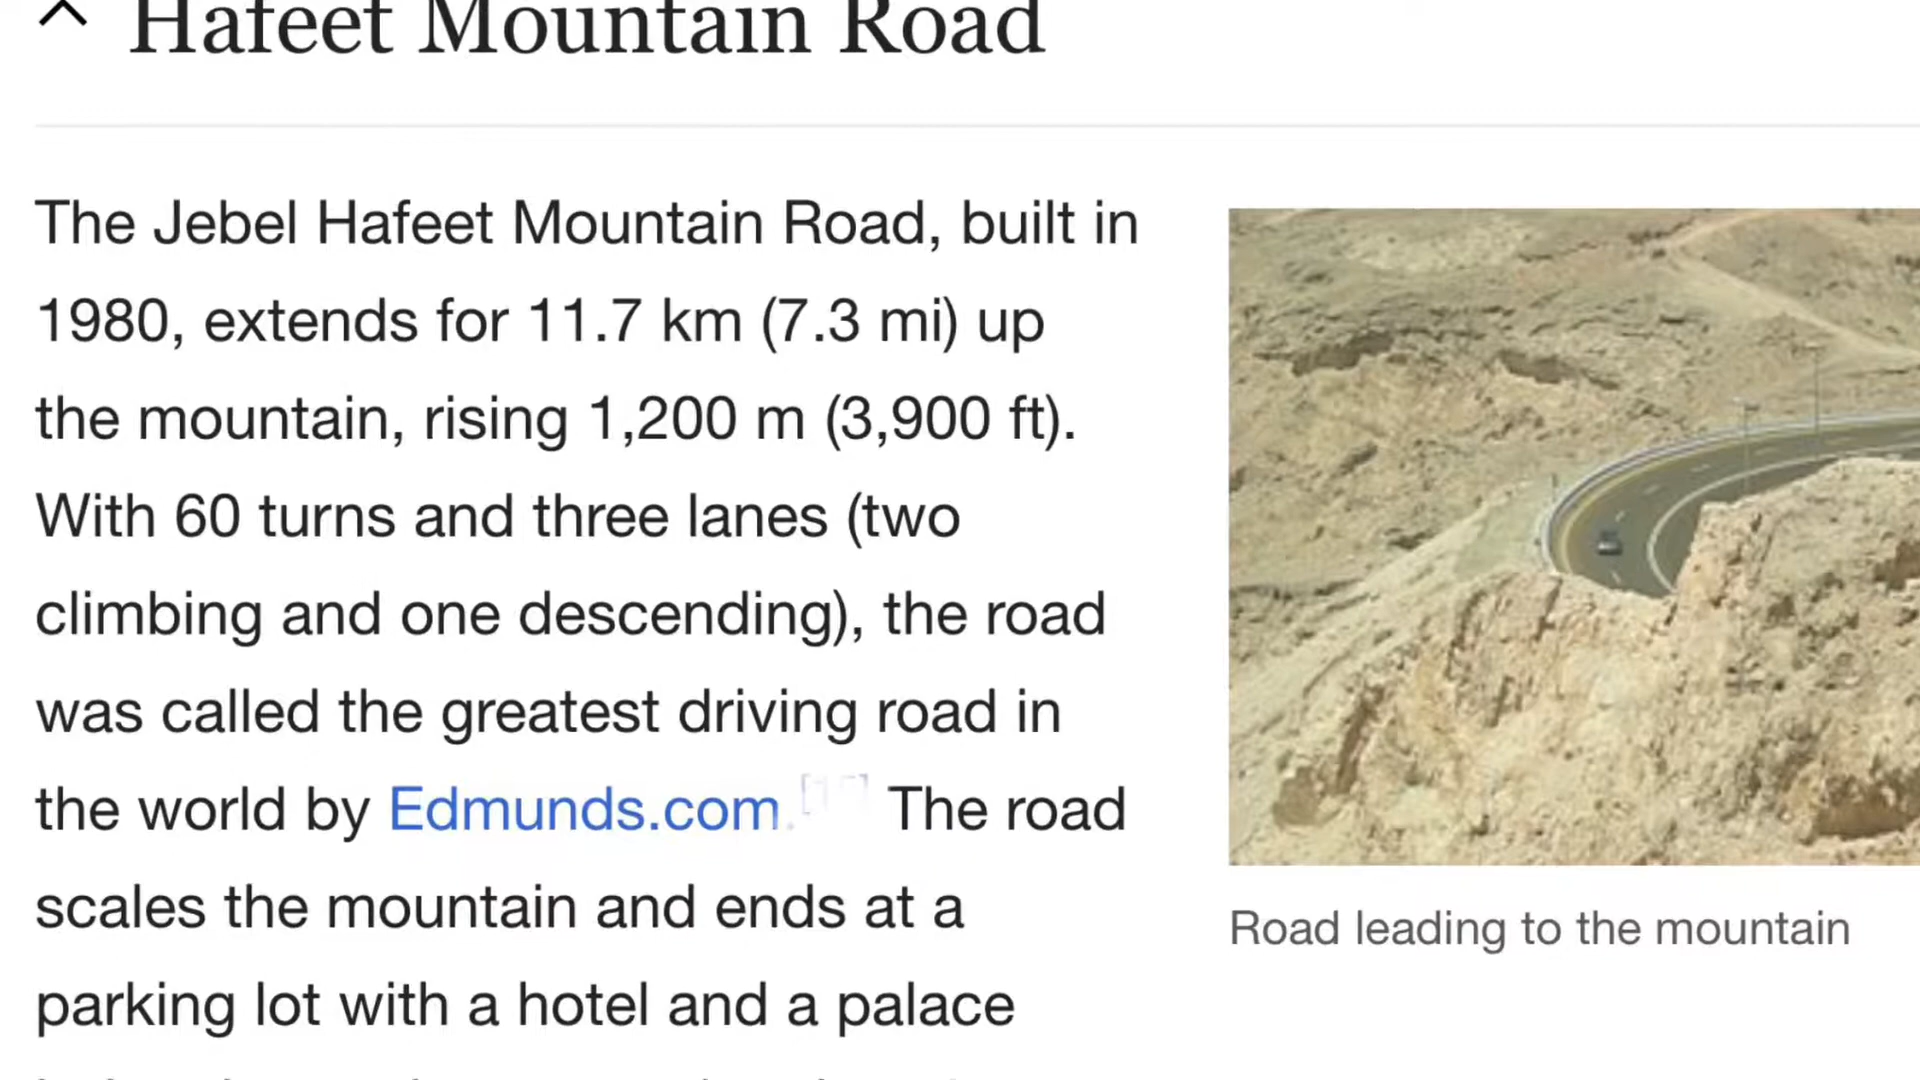 Hafeet Mountain Road
The Jebel Hafeet Mountain Road, built in
1980, extends for 11.7 km (7.3 mi) up
the mountain, rising 1,200 m (3,900 ft).
With 60 turns and three lanes (two
climbing and one descending), the road
was called the greatest driving road in
the world by Edmunds.com. The road
scales the mountain and ends at a
parking lot with a hotel and a palace
Road leading to the mountain